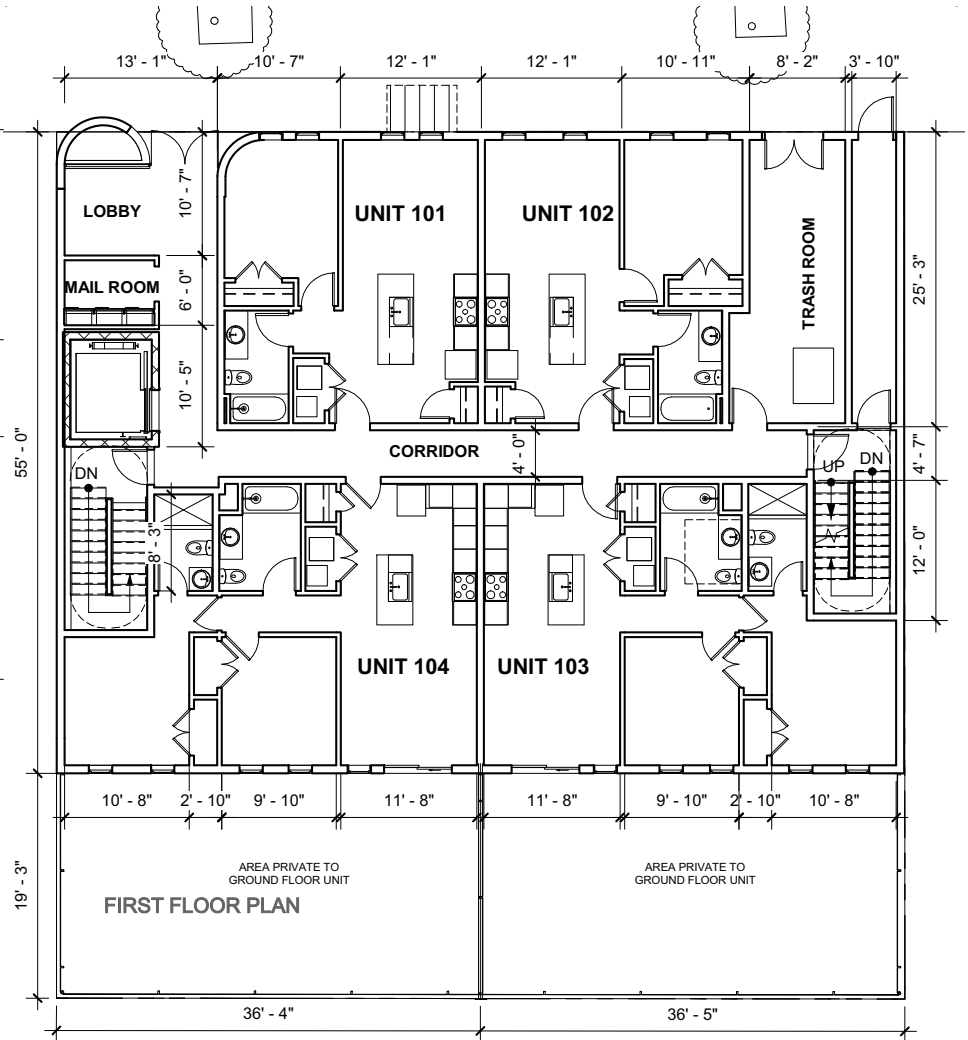 13' - 1"
10' - 7"
12' - 1"
12' - 1"
10' - 11"
8' - 2"
3' - 10"
10' - 7"
LOBBY
UNIT 101
UNIT 102
TRASH ROOM
25' - 3"
MAIL ROOM
6' - 0"
10' - 5"
55' - 0"
CORRIDOR
4' - 0"
4' - 7"
DN
UP
DN
8' - 3"
12' - 0"
UNIT 104
UNIT 103
10' - 8"
2' - 10"
9' - 10"
11' - 8"
11' - 8"
9' - 10"
2' - 10"
10' - 8"
19' - 3"
AREA PRIVATE TO
GROUND FLOOR UNIT
AREA PRIVATE TO
GROUND FLOOR UNIT
FIRST FLOOR PLAN
36' - 4"
36' - 5"